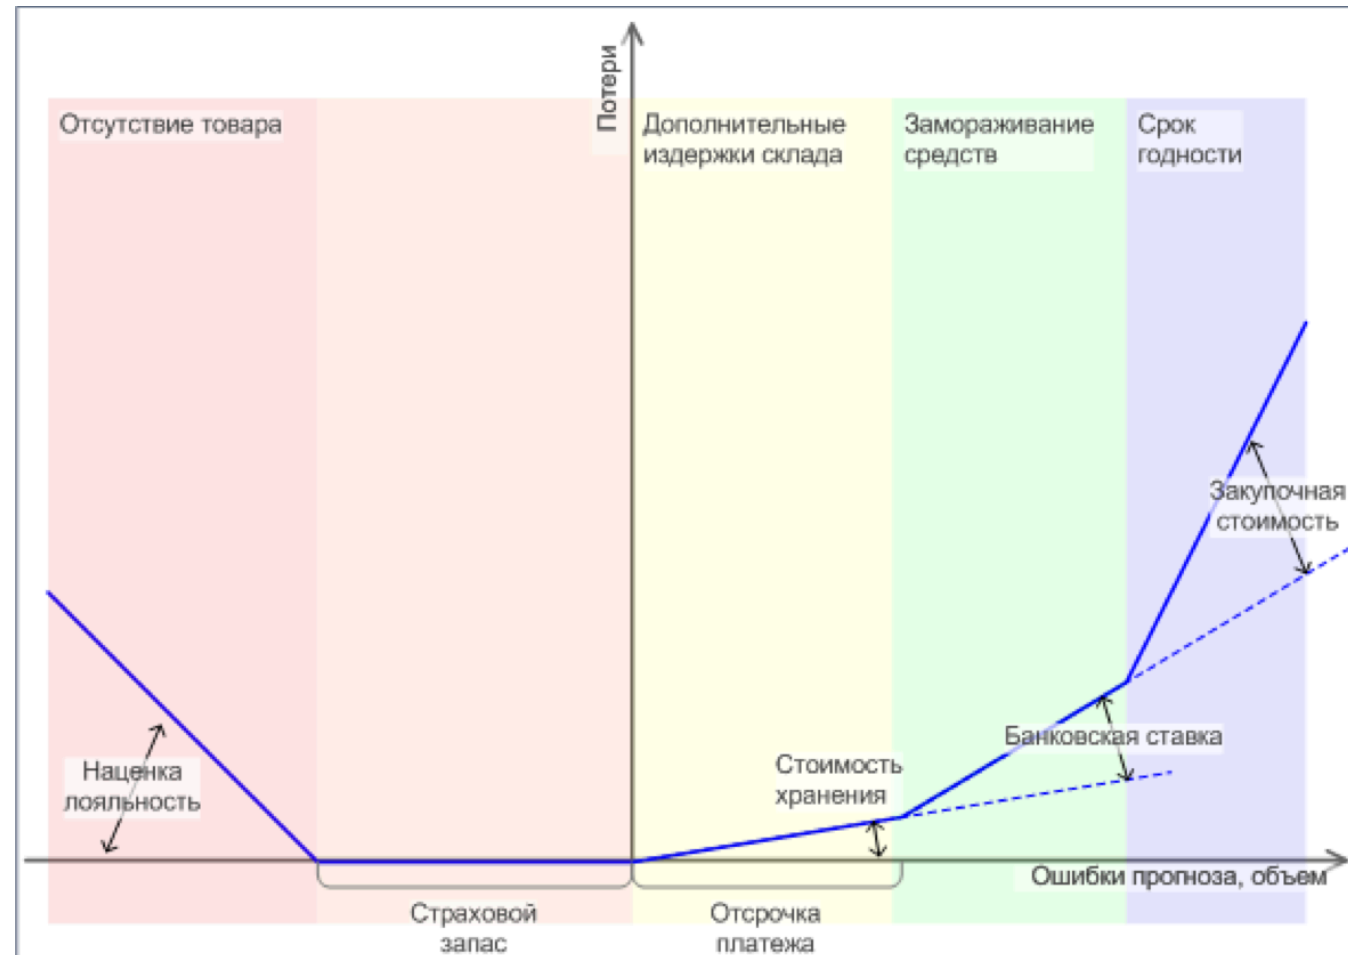 Потери
Отсутствие товара
Дополнительные
издержки склада
Замораживание
средств
Срок
годности
Закупочная
стоимость
Банковская ставка
Стоимость
хранения
Наценка
лояльность
Ошибки прогноза, объем
Страховой
запас
Отсрочка
платежа